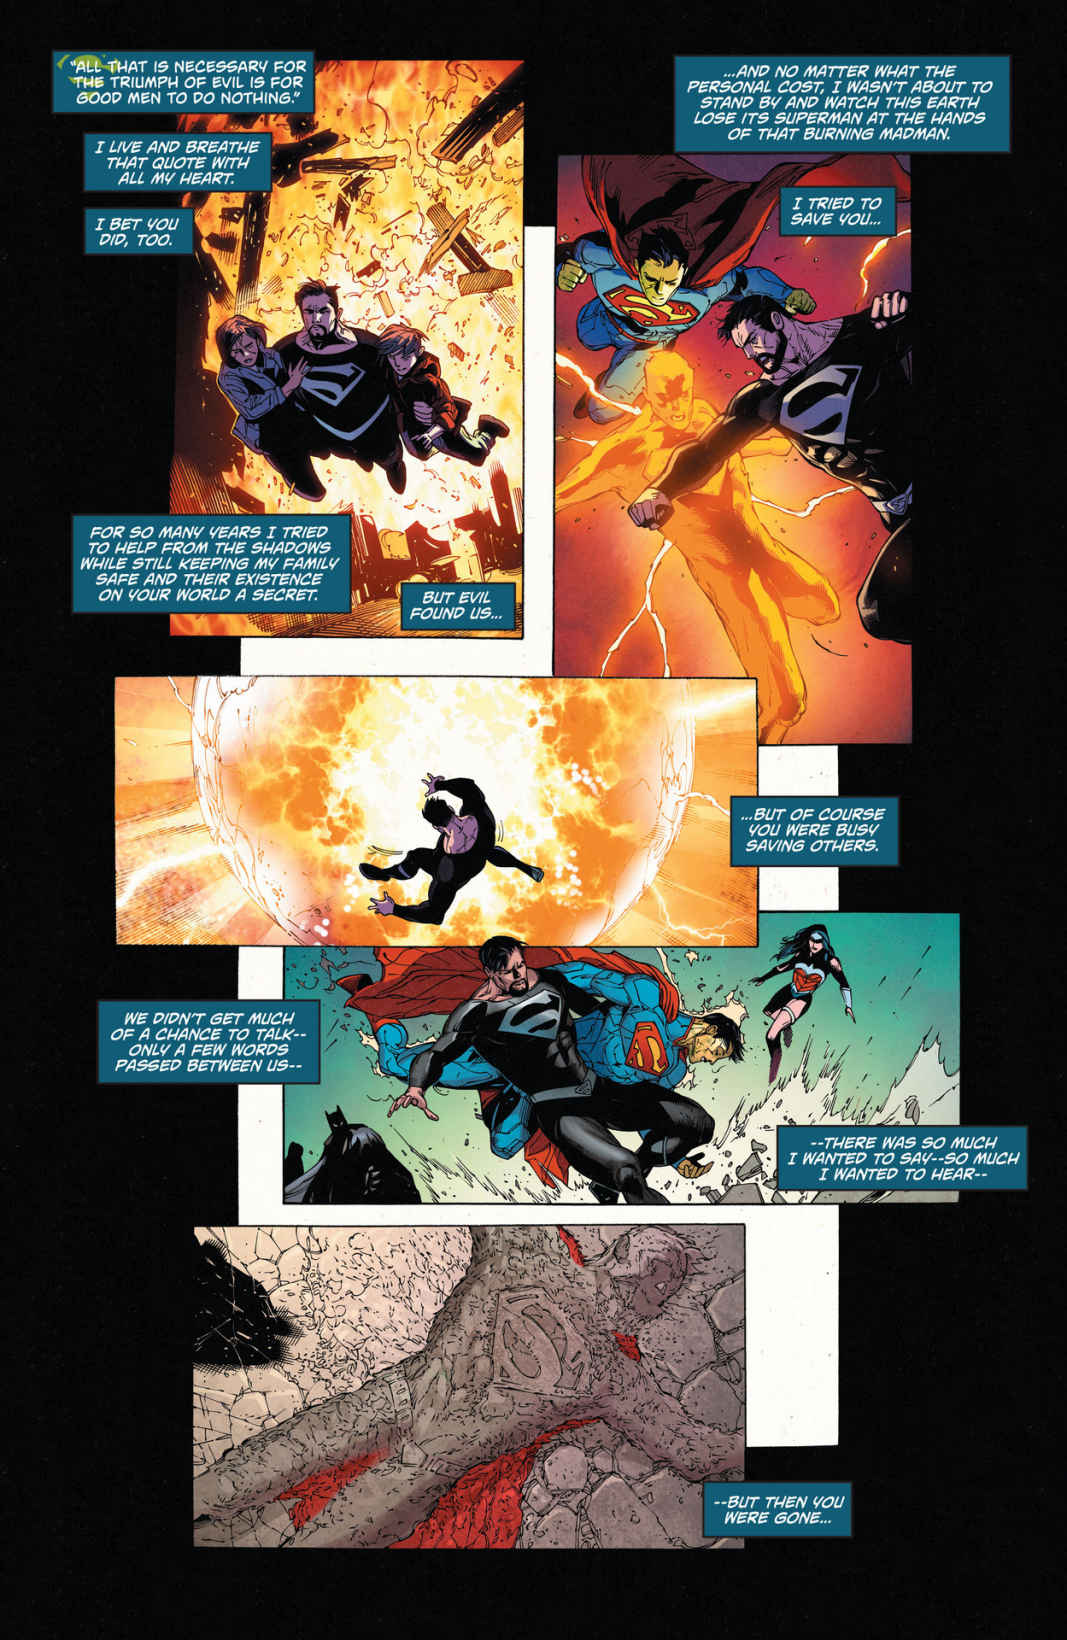 "ALL THAT IS NECESSARY FOR
THE TRIUMPH OF EVIL IS FOR
GOOD MEN TO DO NOTHING."
I LIVE AND BREATHE
THAT QUOTE WITH
ALL MY HEART.
I BET YOU
DID, TOO.
FOR SO MANY YEARS I TRIED
TO HELP FROM THE SHADOWS
WHILE STILL KEEPING MY FAMILY
SAFE AND THEIR EXISTENCE
ON YOUR WORLD A SECRET.
BUT EVIL
FOUND US...
...AND NO MATTER WHAT THE
PERSONAL COST, I WASN'T ABOUT TO
STAND BY AND WATCH THIS EARTH
LOSE ITS SUPERMAN AT THE HANDS
OF THAT BURNING MADMAN.
I TRIED TO
SAVE YOU...
...BUT OF COURSE
YOU WERE BUSY
SAVING OTHERS.
WE DIDN'T GET MUCH
OF A CHANCE TO TALK--
ONLY A FEW WORDS
PASSED BETWEEN US--
--THERE WAS SO MUCH
I WANTED TO SAY--SO MUCH
I WANTED TO HEAR--
--BUT THEN YOU
WERE GONE...